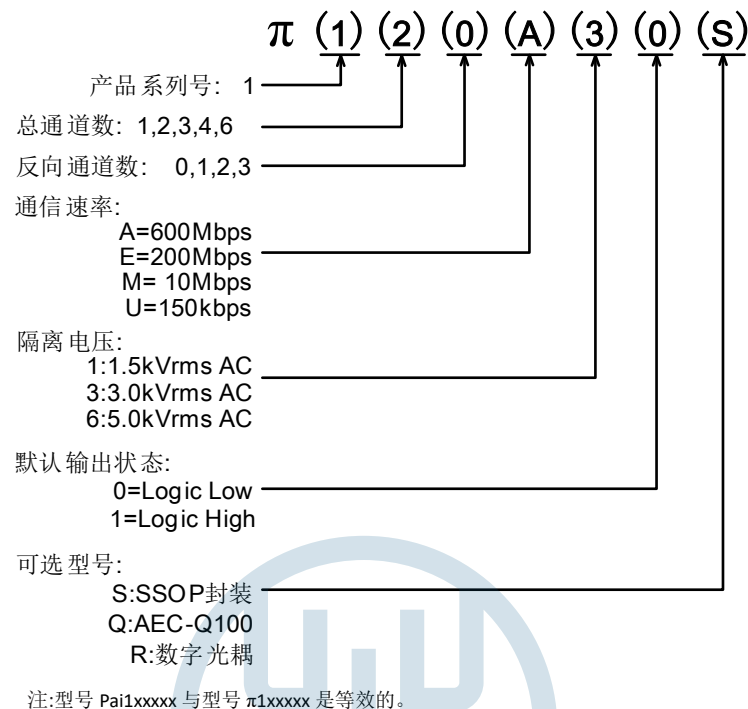 π (1) (2) (0) (A) (3) (0) (S)
产品系列号: 1
总通道数: 1,2,3,4,6
反向通道数: 0,1,2,3
通信速率:
A=600Mbps
E=200Mbps
M= 10Mbps
U=150kbps
隔离电压:
1:1.5kVrms AC
3:3.0kVrms AC
6:5.0kVrms AC
默认输出状态:
0=Logic Low
1=Logic High
可选型号:
S:SSOP封装
Q:AEC-Q100
R:数字光耦
注:型号 Pai1xxxxx 与型号 π1xxxxx 是等效的。